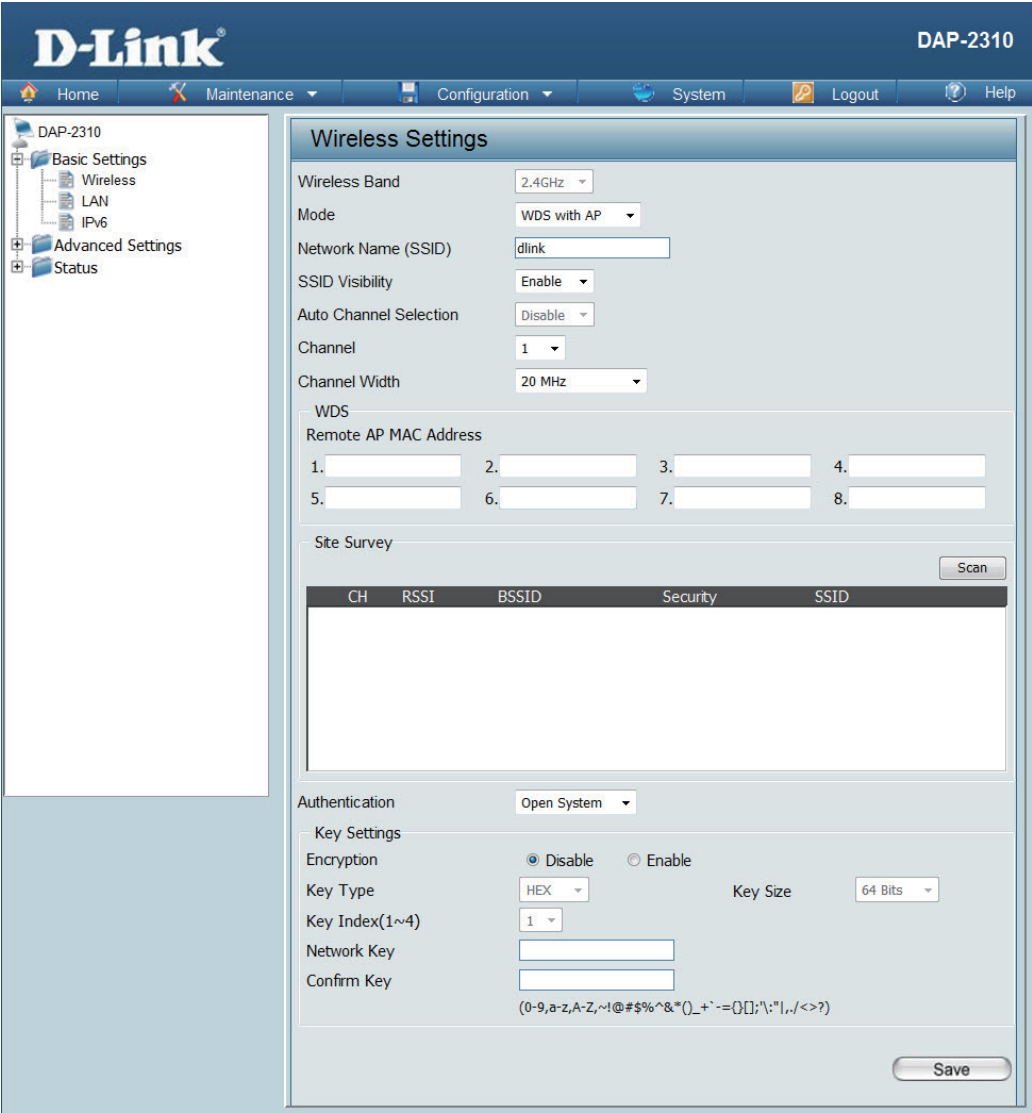 D-Link®
DAP-2310
Home Maintenance Configuration System Logout Help
DAP-2310
Basic Settings
Wireless
LAN
IPv6
Advanced Settings
Status
Wireless Settings
Wireless Band 2.4GHz
Mode WDS with AP
Network Name (SSID) dlink
SSID Visibility Enable
Auto Channel Selection Disable
Channel 1
Channel Width 20 MHz
WDS
Remote AP MAC Address
1. 2. 3. 4.
5. 6. 7. 8.
Site Survey
Scan
CH RSSI BSSID Security SSID
Authentication Open System
Key Settings
Encryption Disable Enable
Key Type HEX Key Size 64 Bits
Key Index(1~4) 1
Network Key
Confirm Key
(0-9,a-z,A-Z,~!@#$%^&*()_+`-={}[];'\:"|,./<>?)
Save